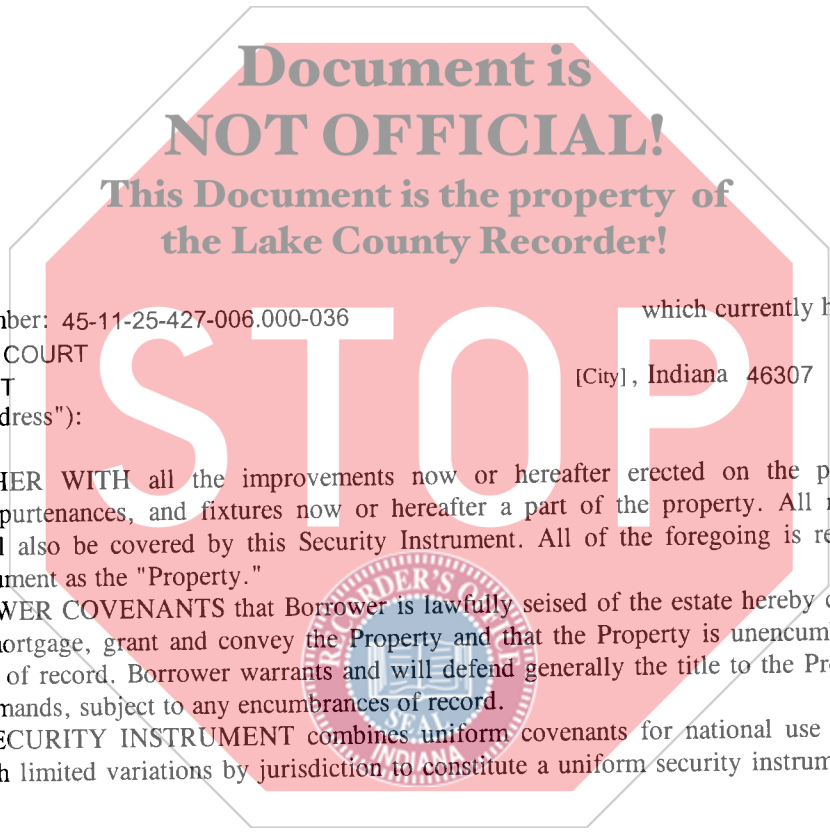 Document is
NOT OFFICIAL!
This Document is the property of
the Lake County Recorder!
STOP
nber: 45-11-25-427-006.000-036 which currently h
COURT
T [City], Indiana 46307
dress"):
HER WITH all the improvements now or hereafter erected on the p
purtenances, and fixtures now or hereafter a part of the property. All
l also be covered by this Security Instrument. All of the foregoing is re
ument as the "Property."
WER COVENANTS that Borrower is lawfully seised of the estate hereby
ortgage, grant and convey the Property and that the Property is unencum
of record. Borrower warrants and will defend generally the title to the Pr
mands, subject to any encumbrances of record.
ECURITY INSTRUMENT combines uniform covenants for national use
h limited variations by jurisdiction to constitute a uniform security instrum
RECORDER'S OFFICE
SEAL
INDIANA